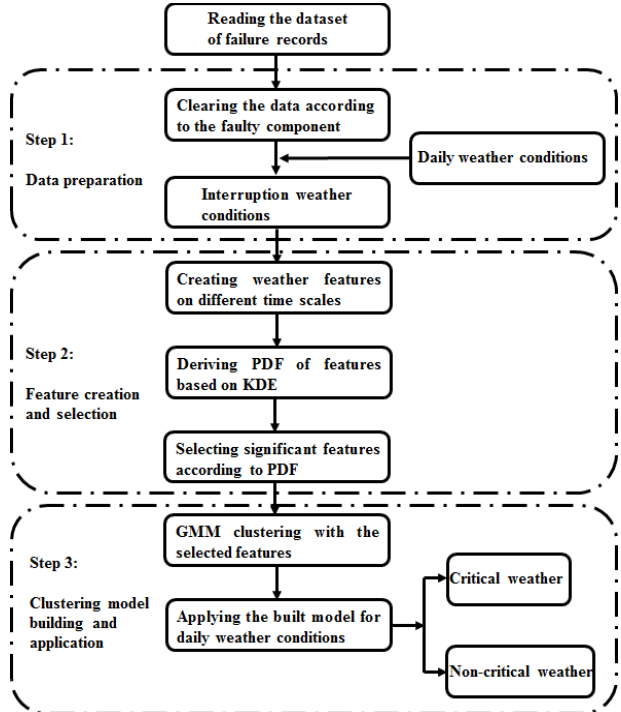 Reading the dataset
of failure records
Step 1:
Data preparation
Clearing the data according
to the faulty component
Daily weather conditions
Interruption weather
conditions
Step 2:
Feature creation
and selection
Creating weather features
on different time scales
Deriving PDF of features
based on KDE
Selecting significant features
according to PDF
Step 3:
Clustering model
building and
application
GMM clustering with the
selected features
Applying the built model for
daily weather conditions
Critical weather
Non-critical weather